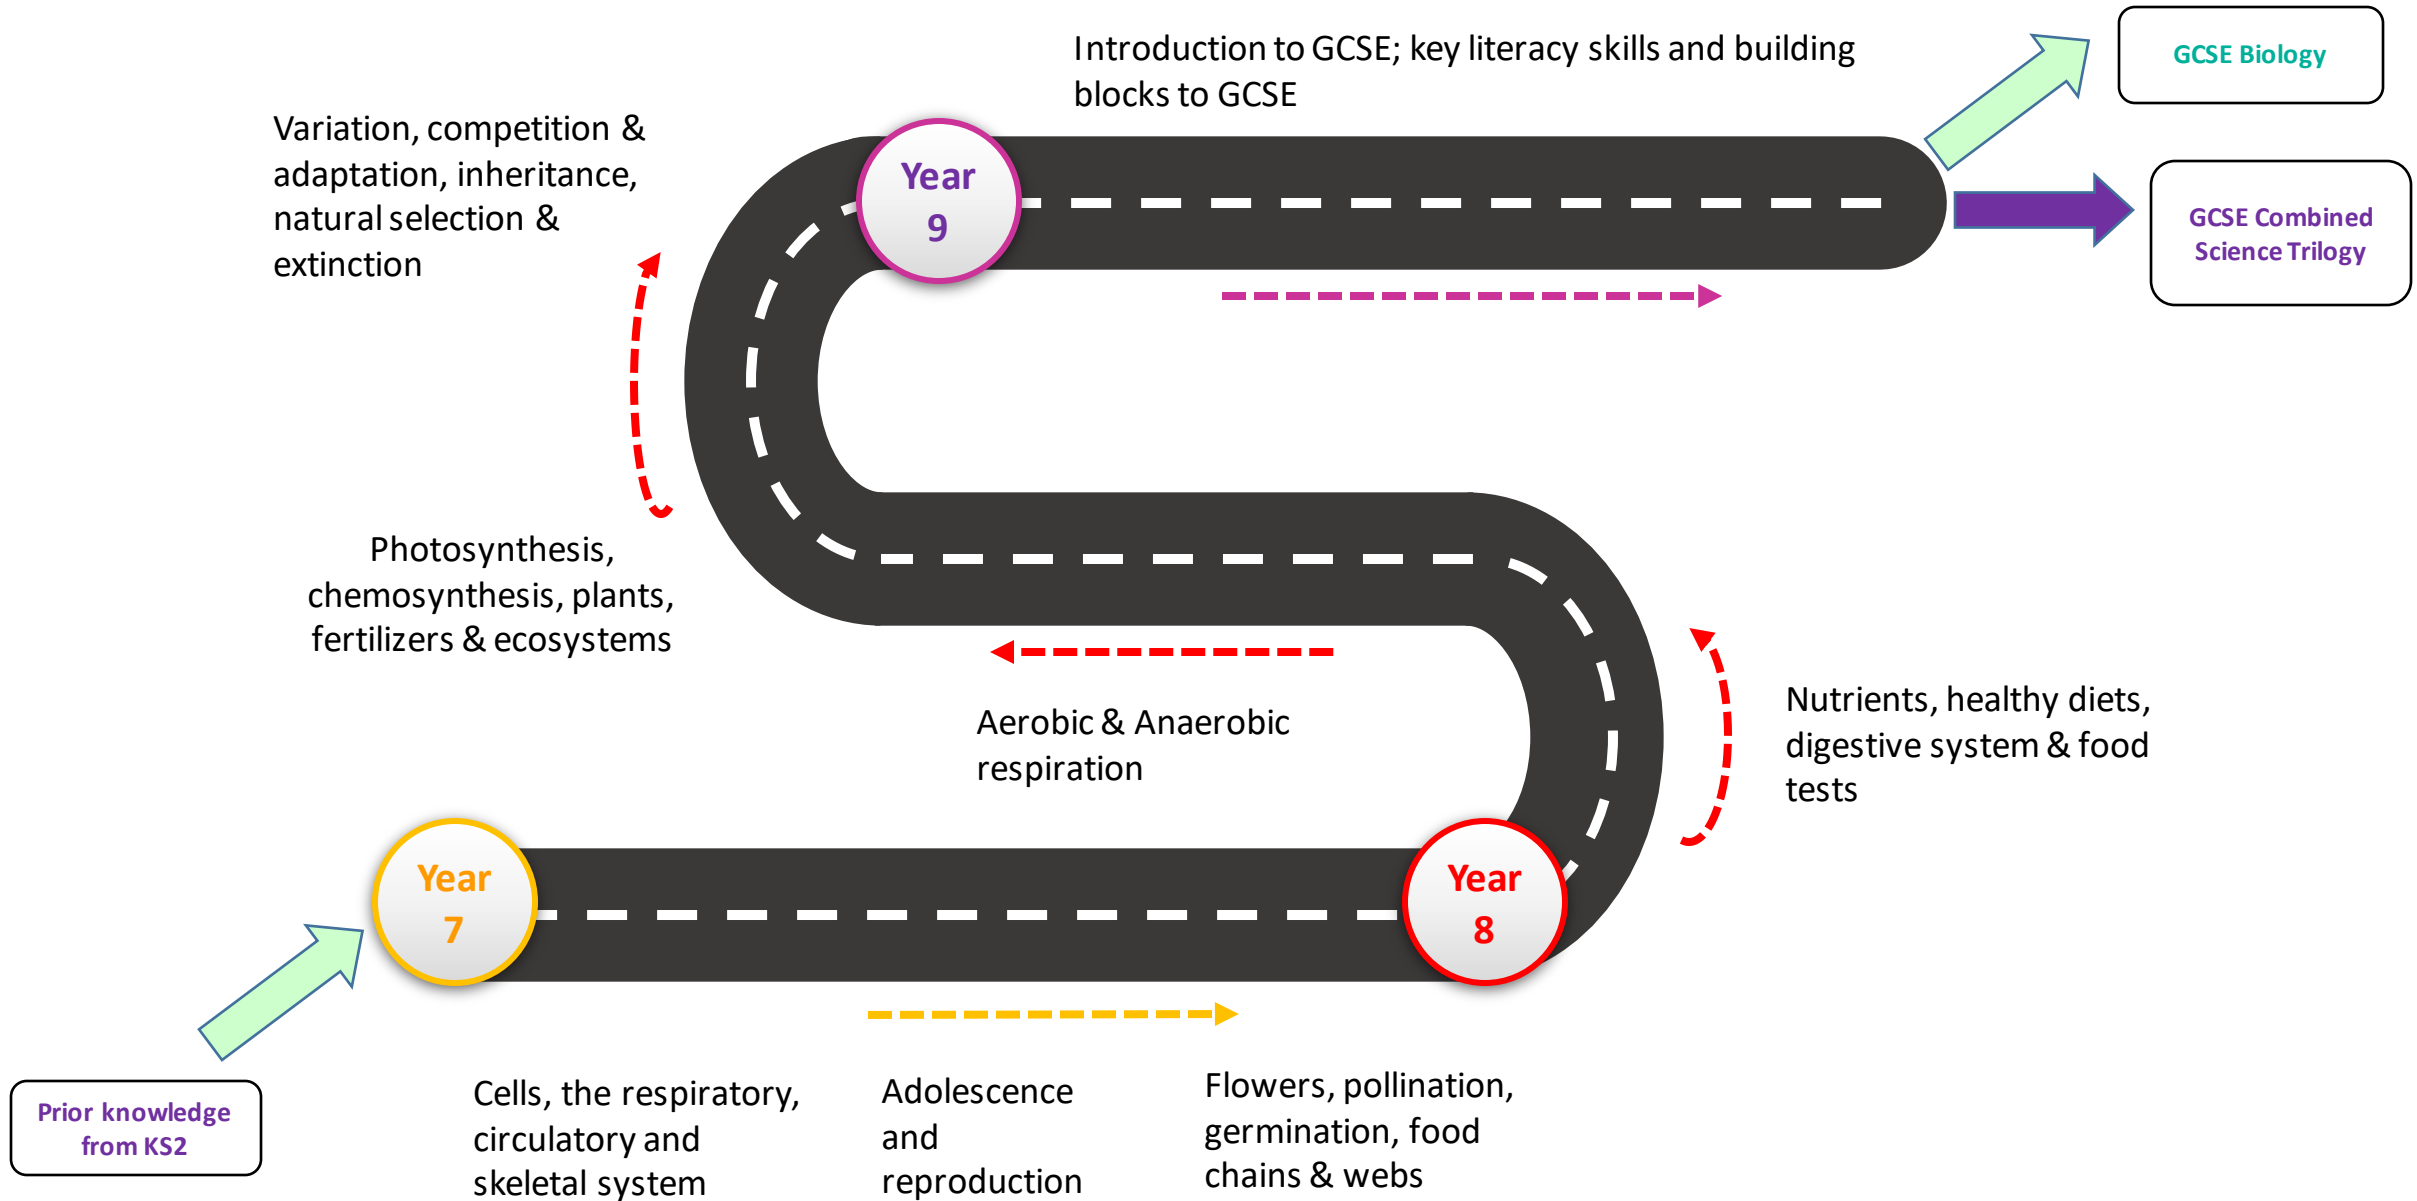 Introduction to GCSE; key literacy skills and building
blocks to GCSE
GCSE Biology
GCSE Combined
Science Trilogy
Variation, competition &
adaptation, inheritance,
natural selection &
extinction
Year
9
Photosynthesis,
chemosynthesis, plants,
fertilizers & ecosystems
Aerobic & Anaerobic
respiration
Nutrients, healthy diets,
digestive system & food
tests
Year
7
Year
8
Prior knowledge
from KS2
Cells, the respiratory,
circulatory and
skeletal system
Adolescence
and
reproduction
Flowers, pollination,
germination, food
chains & webs